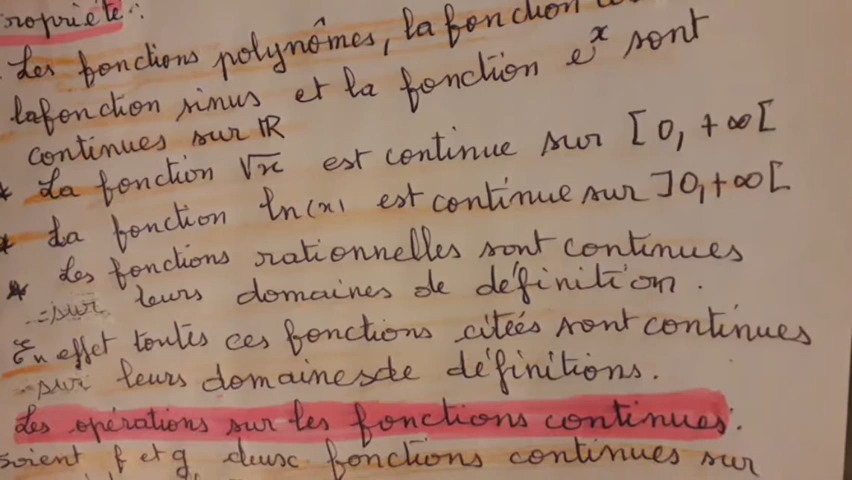 ropriété:
. Les fonctions polynômes, la fonction
la fonction sinus et la fonction eˣ sont
continues sur ℝ
* La fonction √x est continue sur [0, +∞[
* La fonction ln(x) est continue sur ]0, +∞[
* Les fonctions rationnelles sont continues
sur leurs domaines de définition.
En effet toutes ces fonctions citées sont continues
sur leurs domaines de définitions.
Les opérations sur les fonctions continues:
soient f et g deux fonctions continues sur